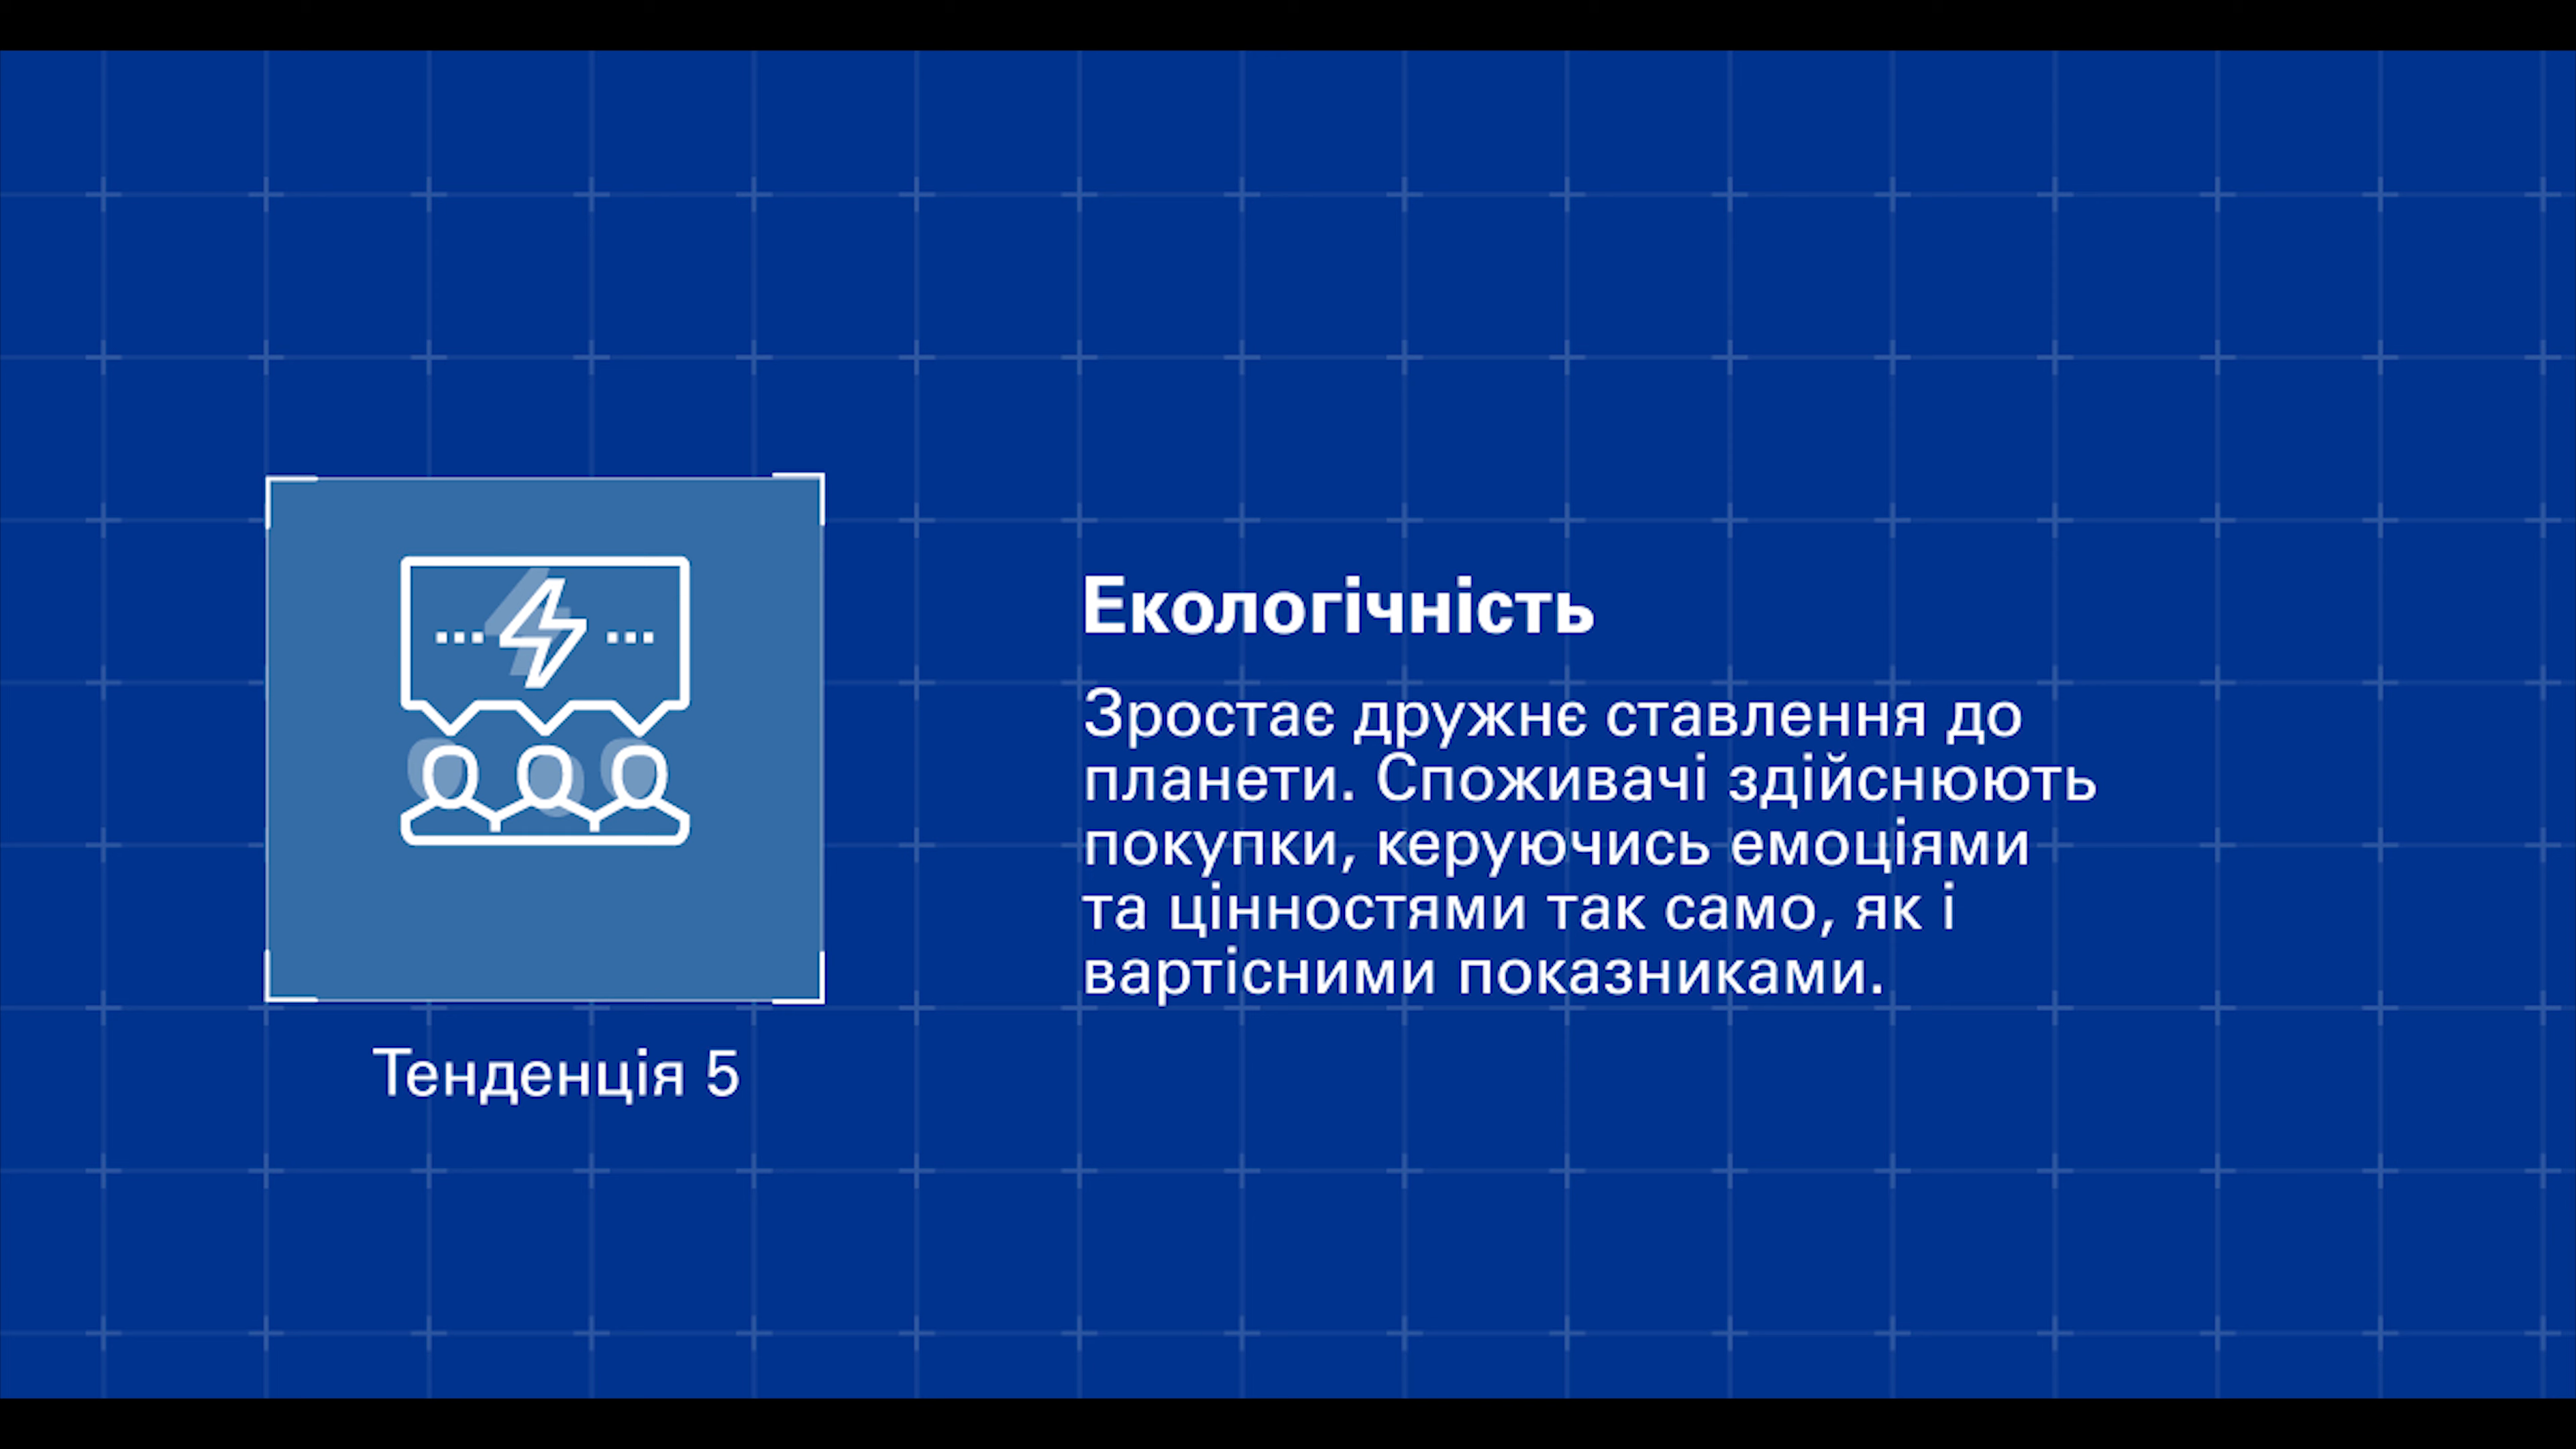 Екологічність
Зростає дружнє ставлення до
планети. Споживачі здійснюють
покупки, керуючись емоціями
та цінностями так само, як і
вартісними показниками.
Тенденція 5